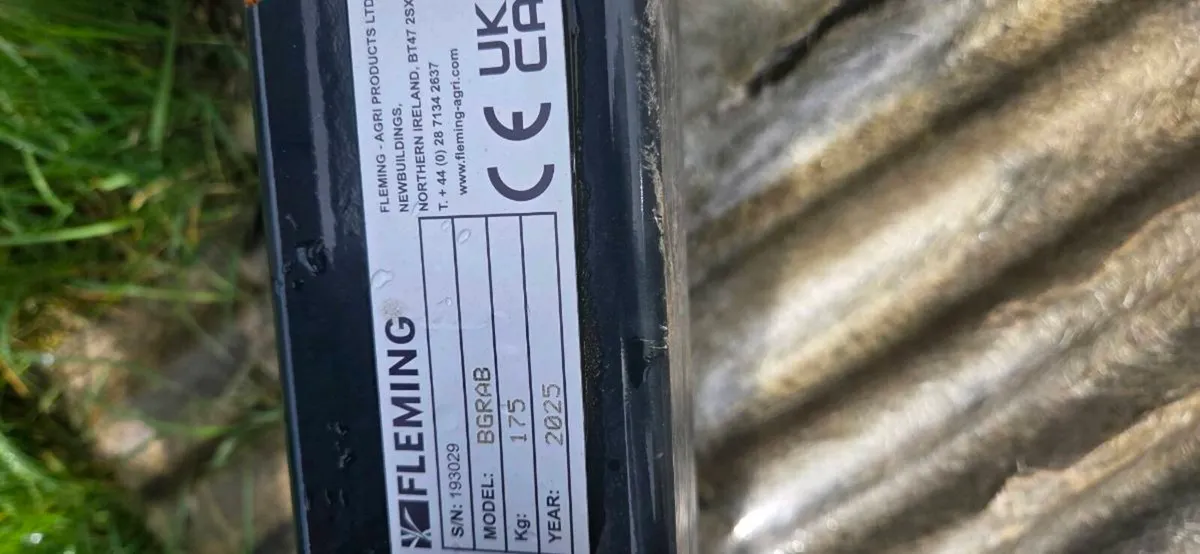 FLEMING
FLEMING - AGRI PRODUCTS LTD
NEWBUILDINGS,
NORTHERN IRELAND, BT47 2SX
T. + 44 (0) 28 7134 2637
www.fleming-agri.com
S/N: 193029
MODEL: BGRAB
Kg: 175
YEAR: 2025
CE
UK
CA